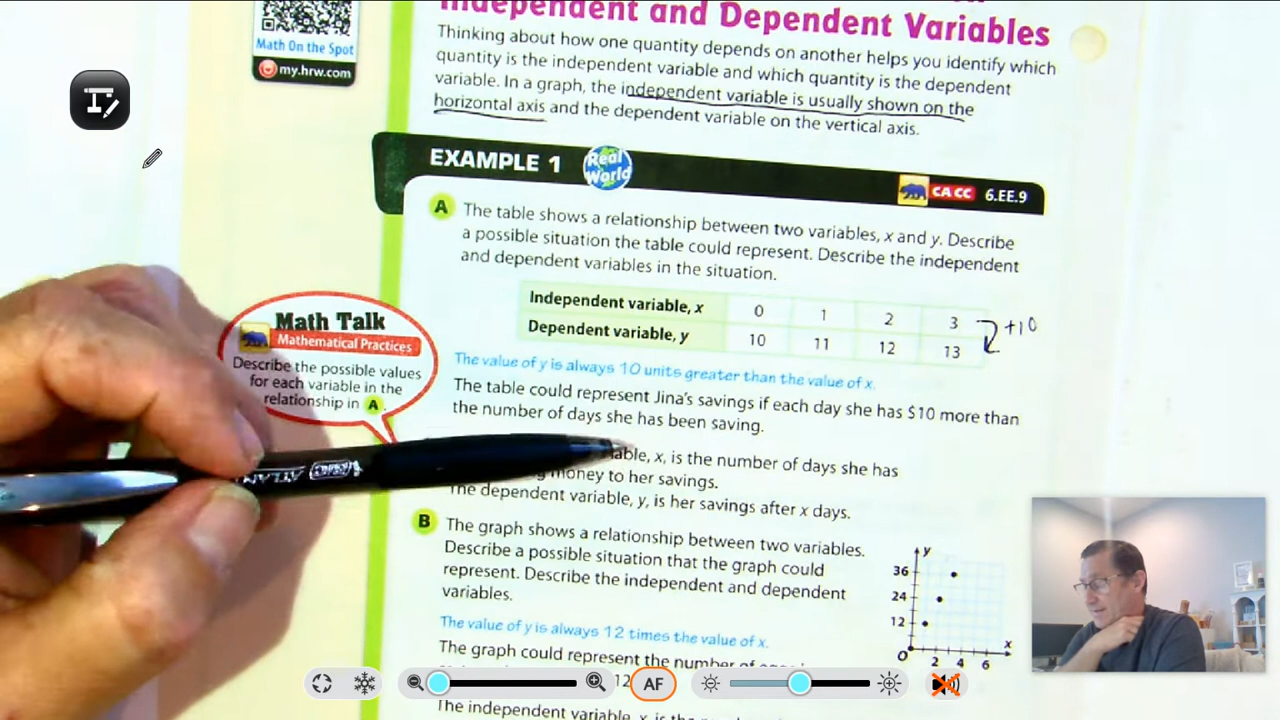 Independent and Dependent Variables
Math On the Spot
my.hrw.com
Thinking about how one quantity depends on another helps you identify which
quantity is the independent variable and which quantity is the dependent
variable. In a graph, the independent variable is usually shown on the
horizontal axis and the dependent variable on the vertical axis.
EXAMPLE 1
Real World
CA CC 6.EE.9
A The table shows a relationship between two variables, x and y. Describe
a possible situation the table could represent. Describe the independent
and dependent variables in the situation.
Independent variable, x 0 1 2 3
Dependent variable, y 10 11 12 13
+10
Math Talk
Mathematical Practices
Describe the possible values
for each variable in the
relationship in A.
The value of y is always 10 units greater than the value of x.
The table could represent Jina's savings if each day she has $10 more than
the number of days she has been saving.
x, is the number of days she has
money to her savings.
The dependent variable, y, is her savings after x days.
B The graph shows a relationship between two variables.
Describe a possible situation that the graph could
represent. Describe the independent and dependent
variables.
y
36
24
12
O 2 4 6 x
The value of y is always 12 times the value of x.
The graph could represent the number of
12
AF
The independent variable, x, is the
ATLANTIS